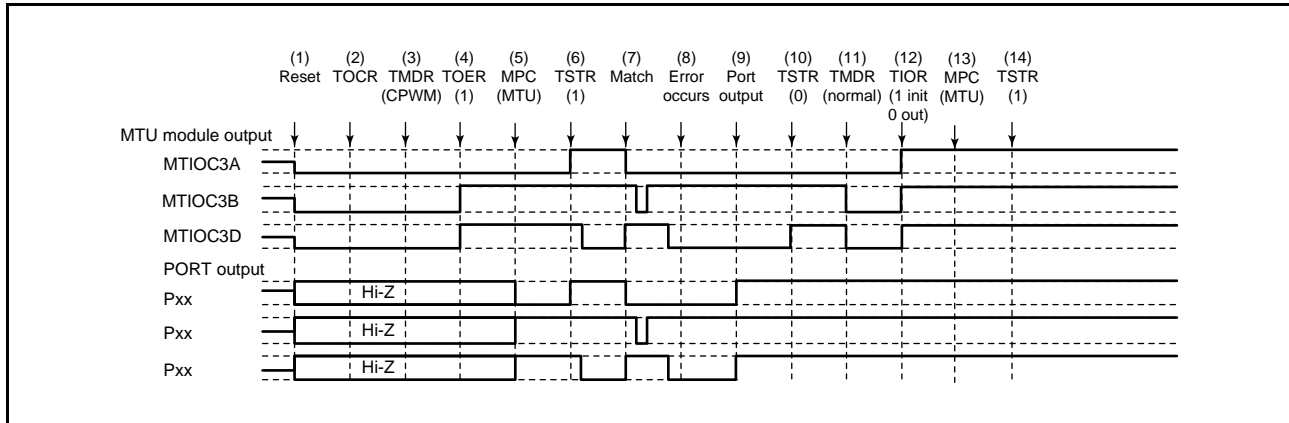 (1) (2) (3) (4) (5) (6) (7) (8) (9) (10) (11) (12) (13) (14)
Reset TOCR TMDR TOER MPC TSTR Match Error Port TSTR TMDR TIOR MPC TSTR
(CPWM) (1) (MTU) (1) occurs output (0) (normal) (1 init (MTU) (1)
0 out)
MTU module output
MTIOC3A
MTIOC3B
MTIOC3D
PORT output
Pxx Hi-Z
Pxx Hi-Z
Pxx Hi-Z